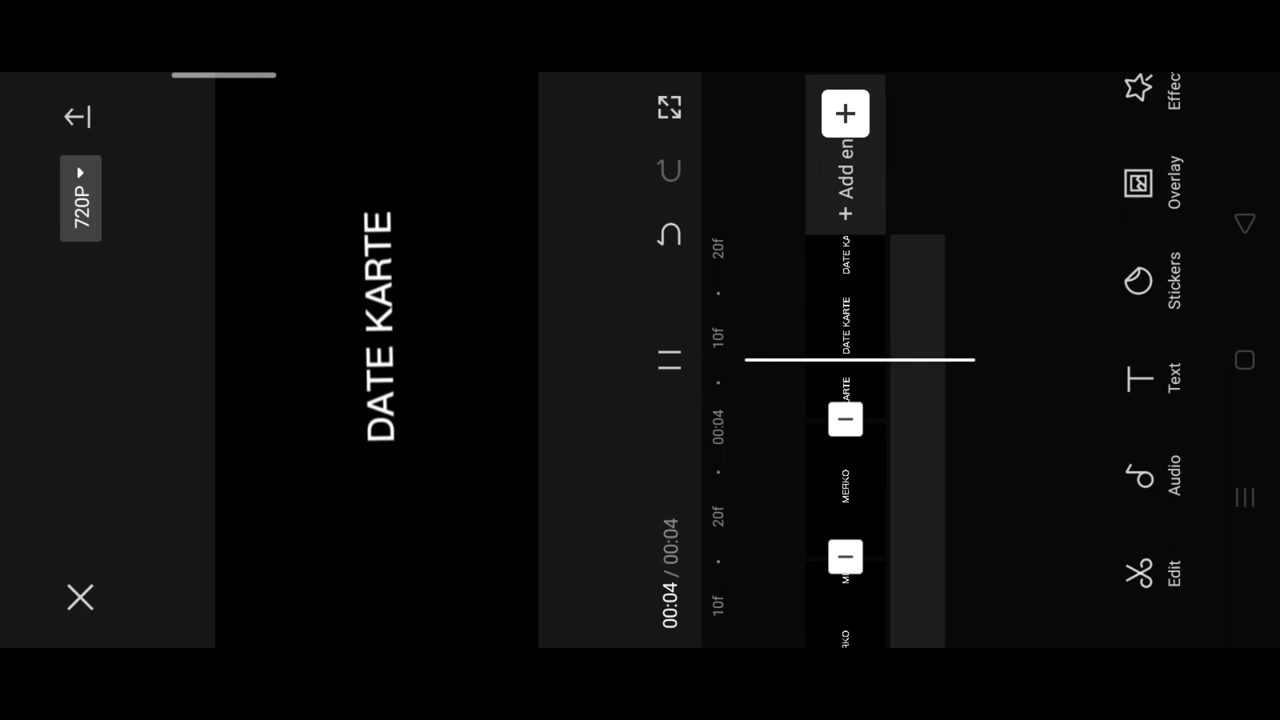 720P
DATE KARTE
00:04 / 00:04
10f
20f
00:04
10f
20f
RKO
MERKO
ARTE
DATE KARTE
DATE KA
+ Add en
Edit
Audio
Text
Stickers
Overlay
Effec